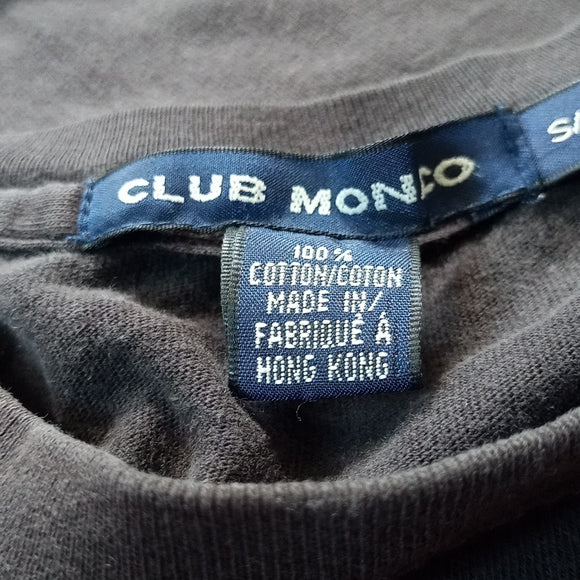 CLUB MONACO
100%
COTTON/COTON
MADE IN/
FABRIQUÉ À
HONG KONG